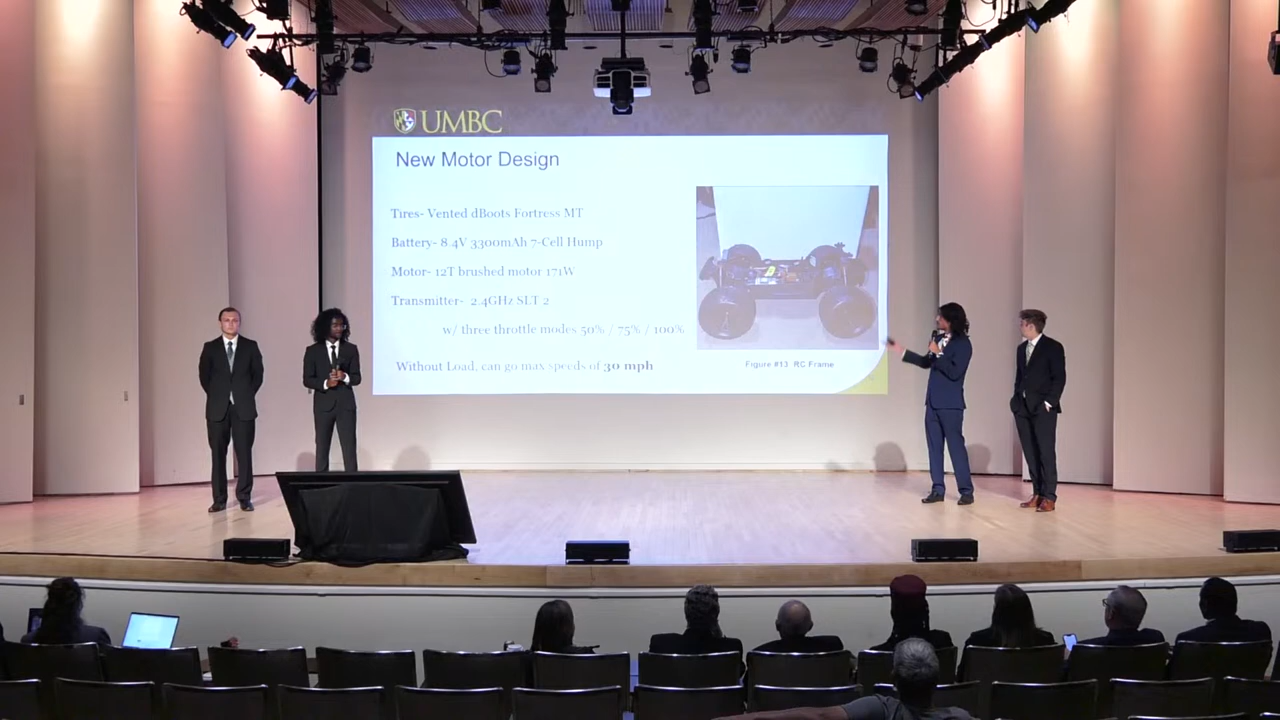 UMBC
New Motor Design
Tires- Vented dBoots Fortress MT
Battery- 8.4V 3300mAh 7-Cell Hump
Motor- 12T brushed motor 171W
Transmitter- 2.4GHz SLT 2
w/ three throttle modes 50% / 75% / 100%
Without Load, can go max speeds of 30 mph
Figure #13 RC Frame